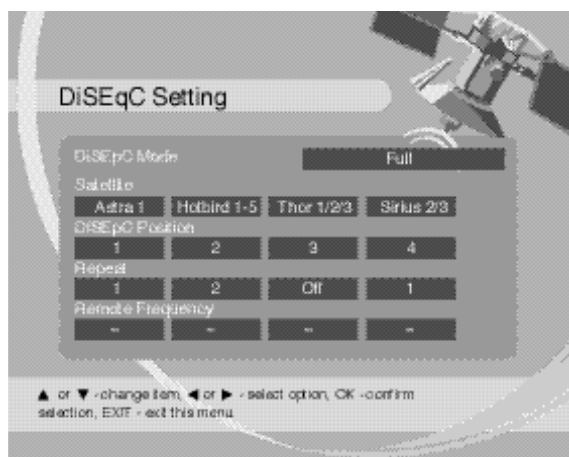 DiSEqC Setting
DiSEpC Mode Full
Satellite
Astra 1 Hotbird 1-5 Thor 1/2/3 Sirius 2/3
DiSEpC Position
1 2 3 4
Repeat
1 2 Off 1
Remote Frequency
- - - -
▲ or ▼ -change item, ◀ or ▶ - select option, OK -confirm
selection, EXIT - exit this menu